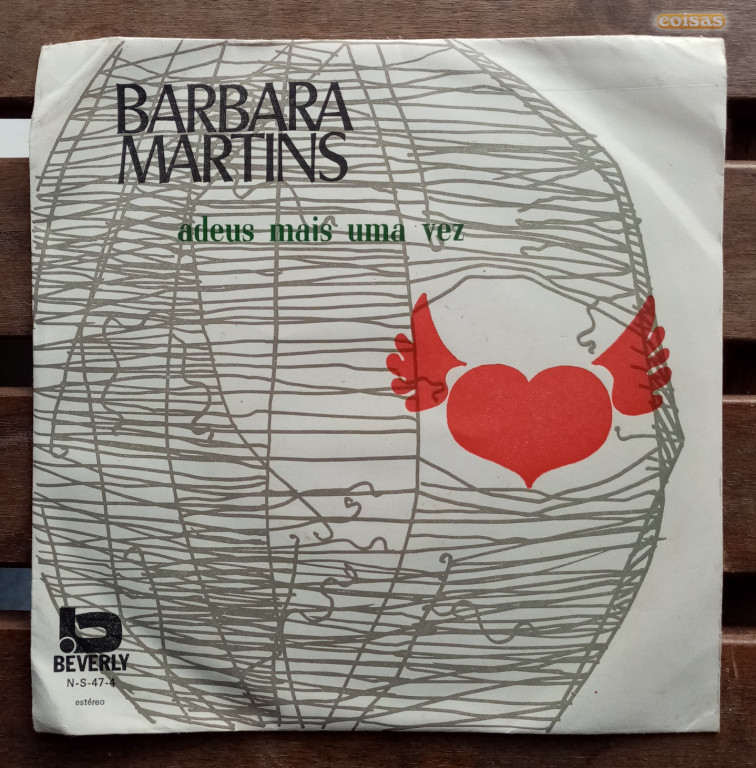 coisas
BARBARA
MARTINS
adeus mais uma vez
BEVERLY
N-S-47-4
estéreo